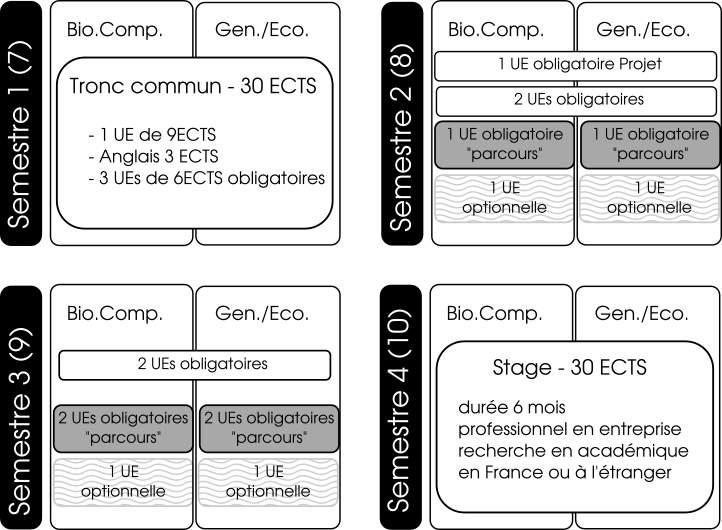 Semestre 1 (7)
Bio.Comp.
Gen./Eco.
Tronc commun - 30 ECTS
- 1 UE de 9ECTS
- Anglais 3 ECTS
- 3 UEs de 6ECTS obligatoires
Semestre 2 (8)
Bio.Comp.
Gen./Eco.
1 UE obligatoire Projet
2 UEs obligatoires
1 UE obligatoire
"parcours"
1 UE obligatoire
"parcours"
1 UE
optionnelle
1 UE
optionnelle
Semestre 3 (9)
Bio.Comp.
Gen./Eco.
2 UEs obligatoires
2 UEs obligatoires
"parcours"
2 UEs obligatoires
"parcours"
1 UE
optionnelle
1 UE
optionnelle
Semestre 4 (10)
Bio.Comp.
Gen./Eco.
Stage - 30 ECTS
durée 6 mois
professionnel en entreprise
recherche en académique
en France ou à l'étranger